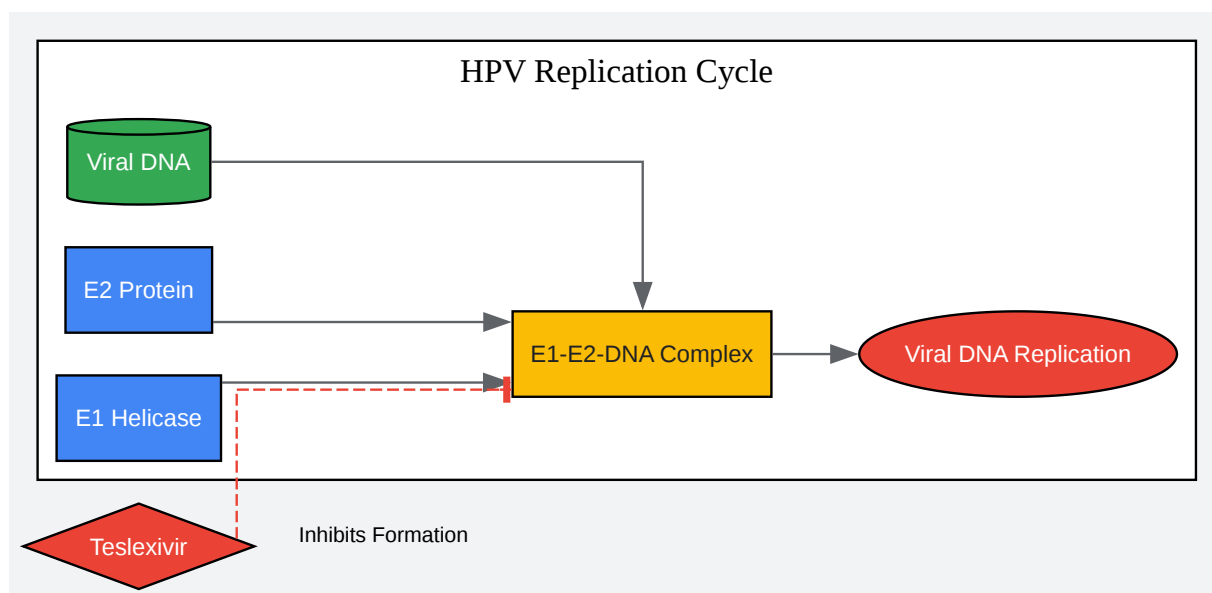 HPV Replication Cycle
Viral DNA
E2 Protein
E1-E2-DNA Complex
Viral DNA Replication
E1 Helicase
Teslexivir
Inhibits Formation